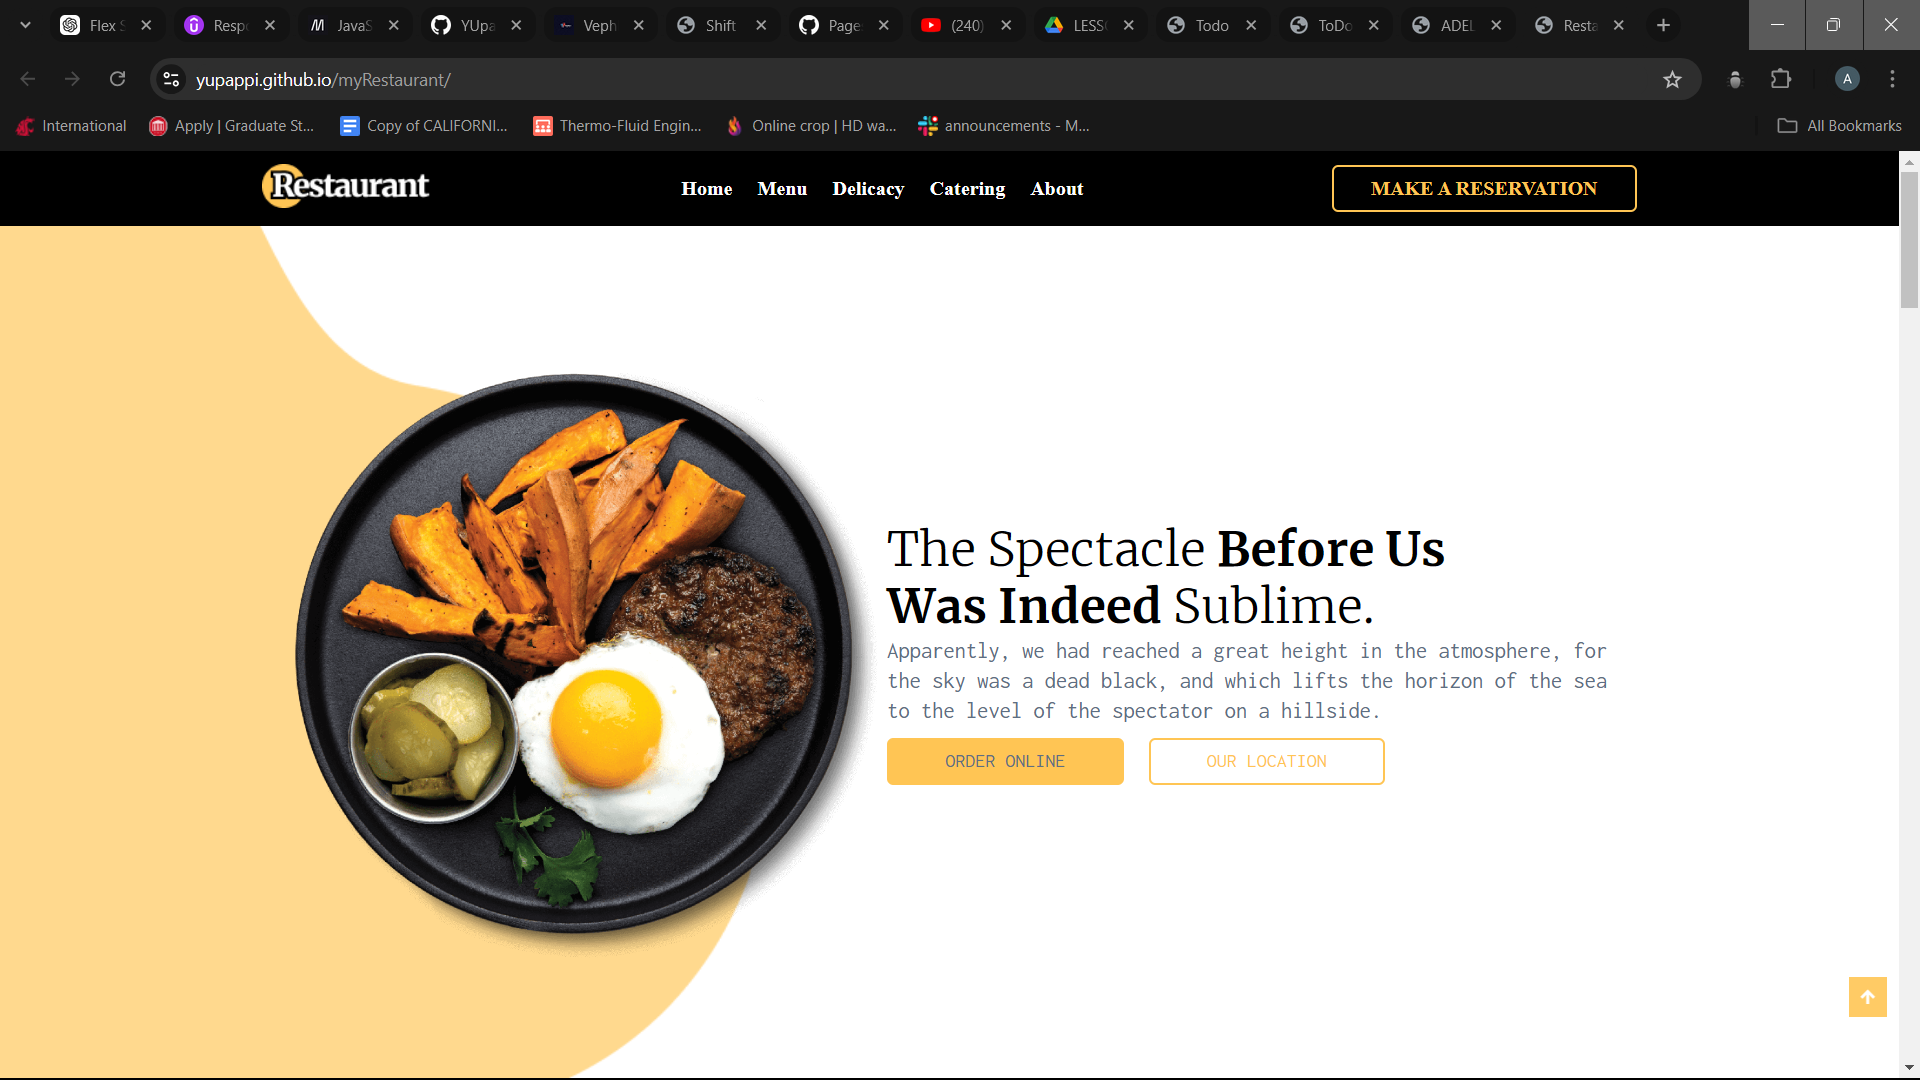 Flex S
Resp
JavaS
YUpa
Veph
Shift
Page
(240)
LESS
Todo
ToDo
ADEL
Resta
yupappi.github.io/myRestaurant/
A
International
Apply | Graduate St...
Copy of CALIFORNI...
Thermo-Fluid Engin...
Online crop | HD wa...
announcements - M...
All Bookmarks
Restaurant
Home Menu Delicacy Catering About
MAKE A RESERVATION
The Spectacle Before Us
Was Indeed Sublime.
Apparently, we had reached a great height in the atmosphere, for
the sky was a dead black, and which lifts the horizon of the sea
to the level of the spectator on a hillside.
ORDER ONLINE
OUR LOCATION